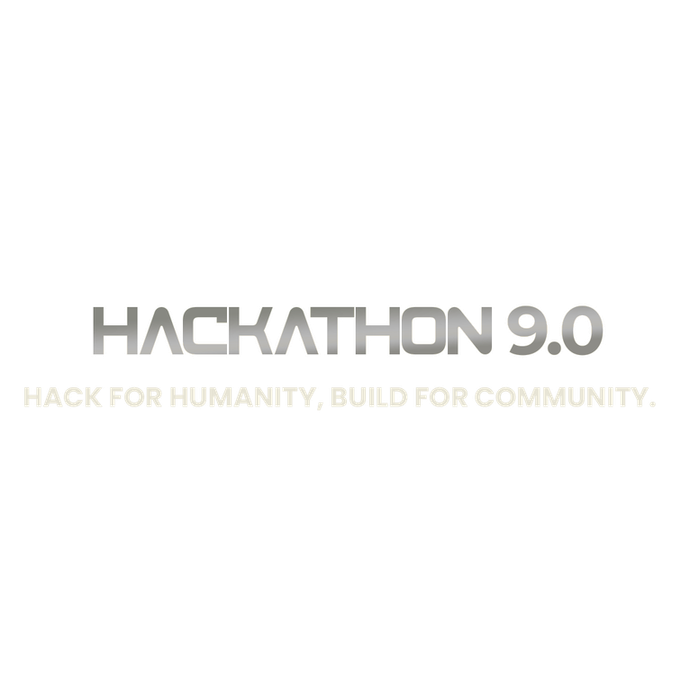 HACKATHON 9.0
HACK FOR HUMANITY, BUILD FOR COMMUNITY.